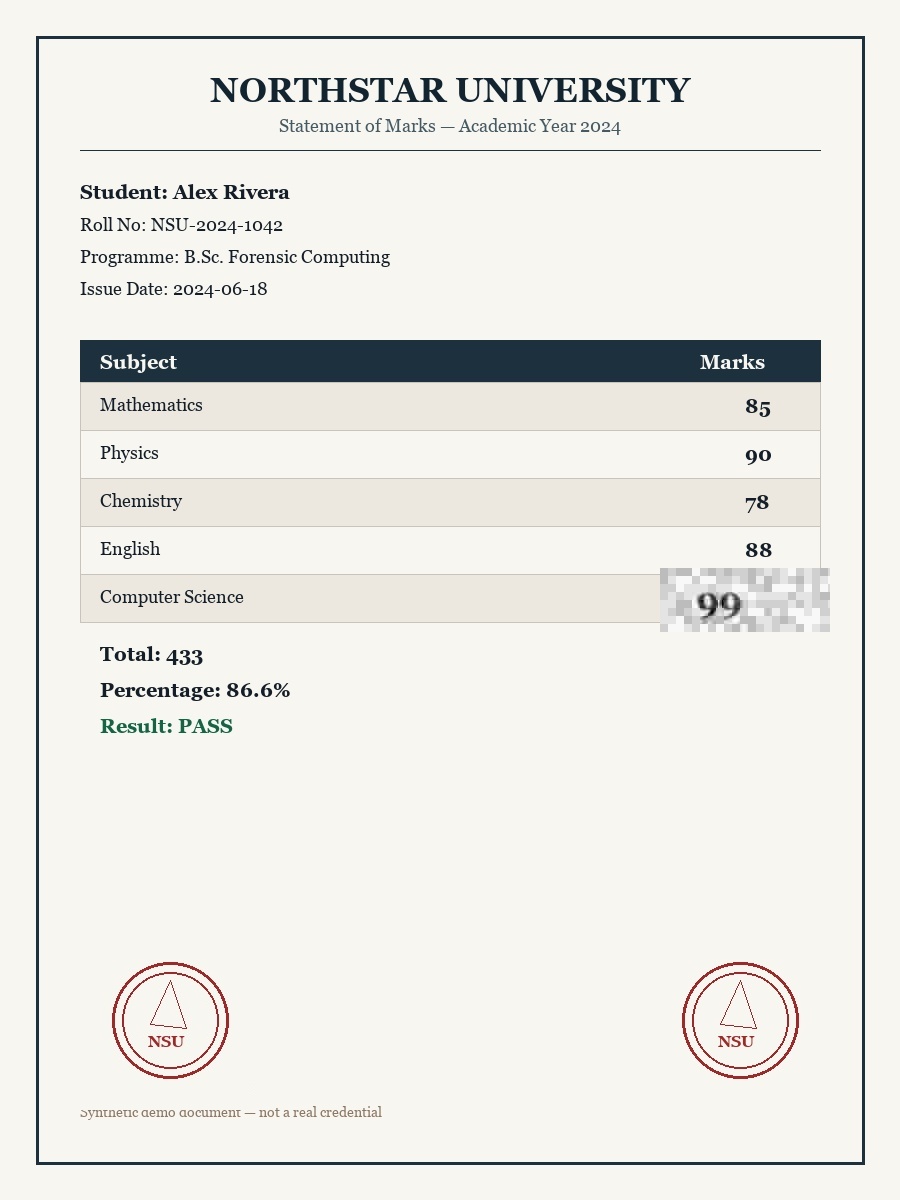 NORTHSTAR UNIVERSITY
Statement of Marks — Academic Year 2024
Student: Alex Rivera
Roll No: NSU-2024-1042
Programme: B.Sc. Forensic Computing
Issue Date: 2024-06-18
Subject Marks
Mathematics 85
Physics 90
Chemistry 78
English 88
Computer Science 99
Total: 433
Percentage: 86.6%
Result: PASS
NSU NSU
Synthetic demo document — not a real credential